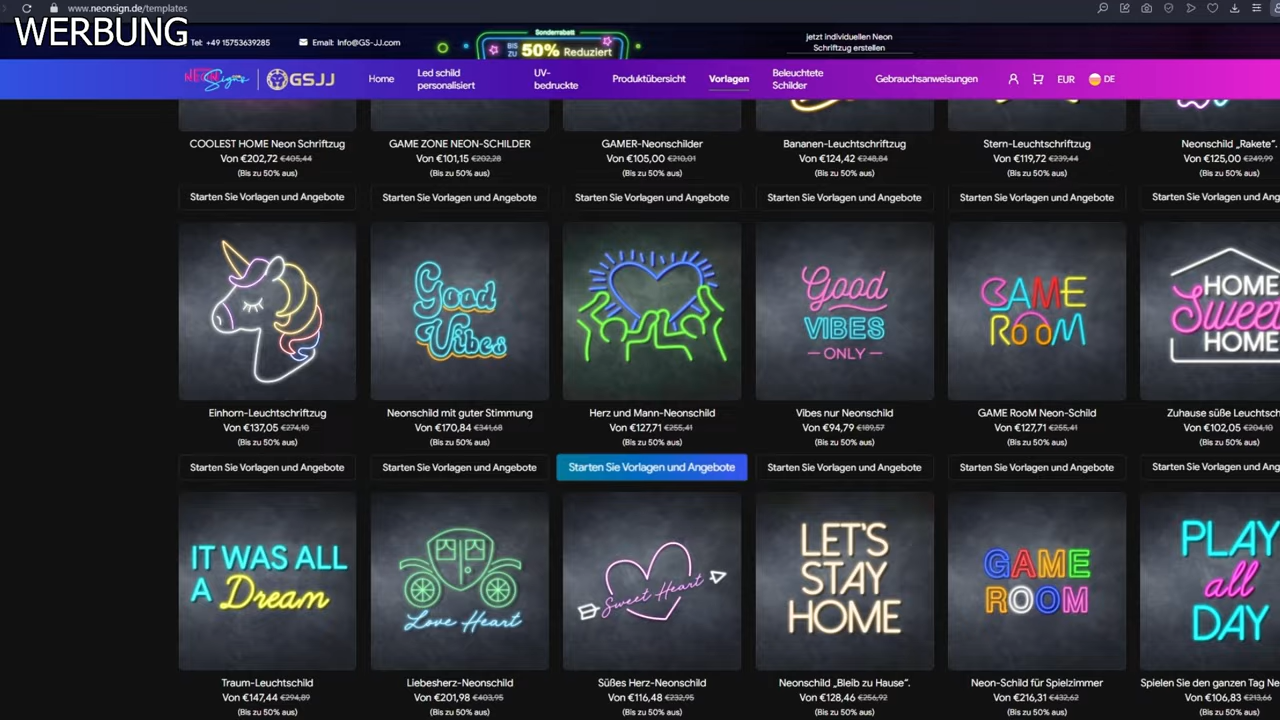 www.neonsign.de/templates
WERBUNG
Tel: +49 15753639285
Email: Info@GS-JJ.com
Sonderrabatt
BIS ZU 50% Reduziert
jetzt individuellen Neon
Schriftzug erstellen
NEON Signs
GSJJ
Home
Led schild
personalisiert
UV-
bedruckte
Produktübersicht
Vorlagen
Beleuchtete
Schilder
Gebrauchsanweisungen
EUR
DE
COOLEST HOME Neon Schriftzug
GAME ZONE NEON-SCHILDER
GAMER-Neonschilder
Bananen-Leuchtschriftzug
Stern-Leuchtschriftzug
Neonschild „Rakete“.
Von €202,72 €405,44
Von €101,15 €202,28
Von €105,00 €210,01
Von €124,42 €248,84
Von €119,72 €239,44
Von €125,00 €249,99
(Bis zu 50% aus)
(Bis zu 50% aus)
(Bis zu 50% aus)
(Bis zu 50% aus)
(Bis zu 50% aus)
(Bis zu 50% aus)
Starten Sie Vorlagen und Angebote
Starten Sie Vorlagen und Angebote
Starten Sie Vorlagen und Angebote
Starten Sie Vorlagen und Angebote
Starten Sie Vorlagen und Angebote
Starten Sie Vorlagen und
Good
Vibes
Good
VIBES
ONLY
GAME
RooM
HOME
Sweet
HOME
Einhorn-Leuchtschriftzug
Neonschild mit guter Stimmung
Herz und Mann-Neonschild
Vibes nur Neonschild
GAME RooM Neon-Schild
Zuhause süße Leuchtsch
Von €137,05 €274,10
Von €170,84 €341,68
Von €127,71 €255,41
Von €94,79 €189,57
Von €127,71 €255,41
Von €102,05 €204,10
(Bis zu 50% aus)
(Bis zu 50% aus)
(Bis zu 50% aus)
(Bis zu 50% aus)
(Bis zu 50% aus)
(Bis zu 50% aus)
Starten Sie Vorlagen und Angebote
Starten Sie Vorlagen und Angebote
Starten Sie Vorlagen und Angebote
Starten Sie Vorlagen und Angebote
Starten Sie Vorlagen und Angebote
Starten Sie Vorlagen und Ang
IT WAS ALL
A Dream
Love Heart
Sweet Heart
LET'S
STAY
HOME
GAME
ROOM
PLAY
all
DAY
Traum-Leuchtschild
Liebesherz-Neonschild
Süßes Herz-Neonschild
Neonschild „Bleib zu Hause“.
Neon-Schild für Spielzimmer
Spielen Sie den ganzen Tag Ne
Von €147,44 €294,89
Von €201,98 €403,95
Von €116,48 €232,95
Von €128,46 €256,92
Von €216,31 €432,62
Von €106,83 €213,66
(Bis zu 50% aus)
(Bis zu 50% aus)
(Bis zu 50% aus)
(Bis zu 50% aus)
(Bis zu 50% aus)
(Bis zu 50% aus)